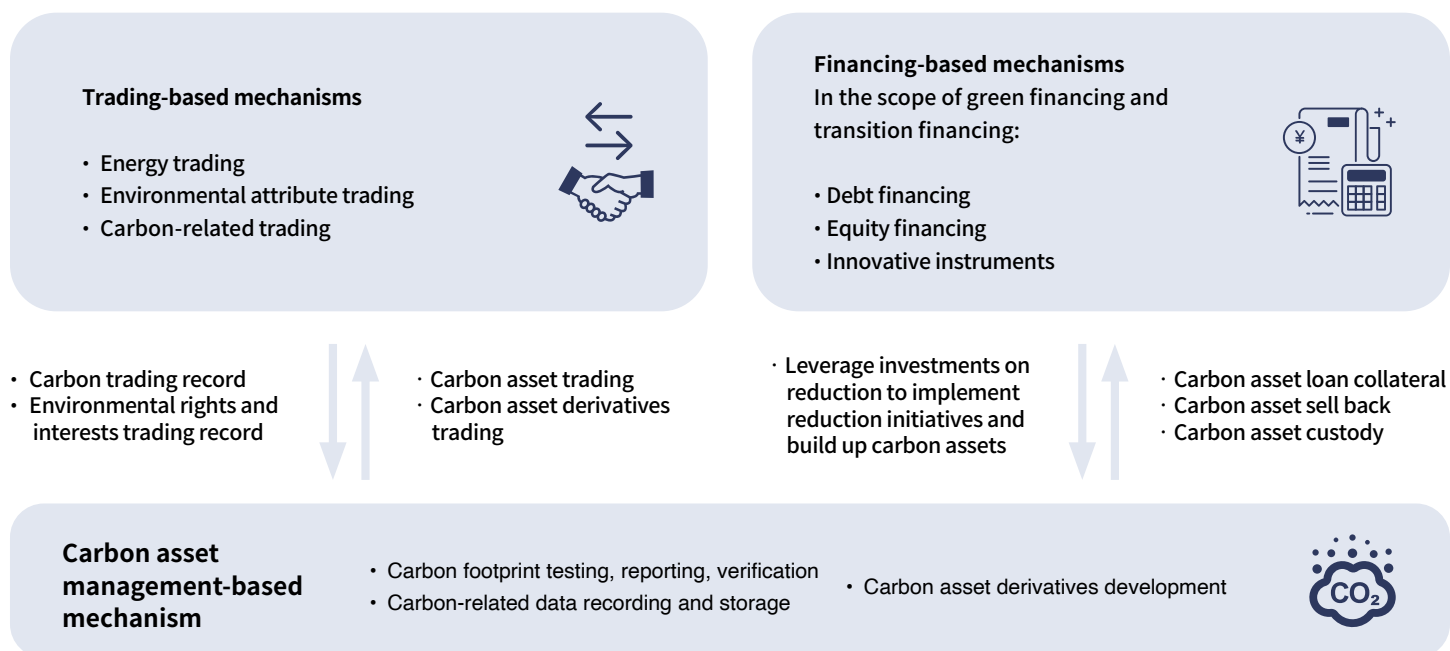 Trading-based mechanisms
• Energy trading
• Environmental attribute trading
• Carbon-related trading
Financing-based mechanisms
In the scope of green financing and
transition financing:
• Debt financing
• Equity financing
• Innovative instruments
¥
• Carbon trading record
• Environmental rights and
interests trading record
· Carbon asset trading
· Carbon asset derivatives
trading
· Leverage investments on
reduction to implement
reduction initiatives and
build up carbon assets
· Carbon asset loan collateral
· Carbon asset sell back
· Carbon asset custody
Carbon asset
management-based
mechanism
• Carbon footprint testing, reporting, verification
• Carbon-related data recording and storage
• Carbon asset derivatives development
CO₂